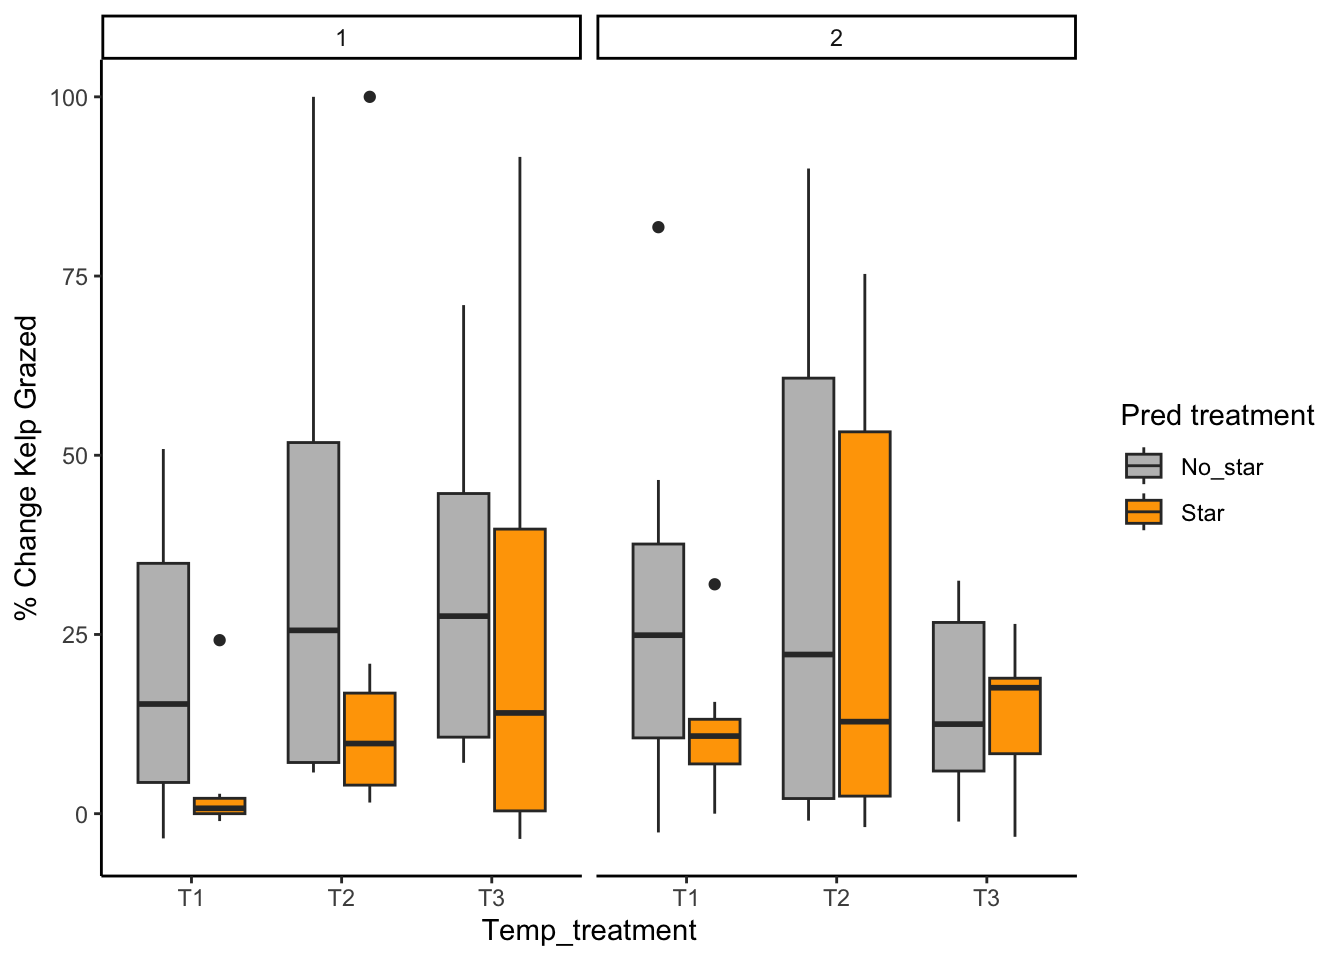 1
2
100
75
50
25
0
% Change Kelp Grazed
T1
T2
T3
T1
T2
T3
Temp_treatment
Pred treatment
No_star
Star